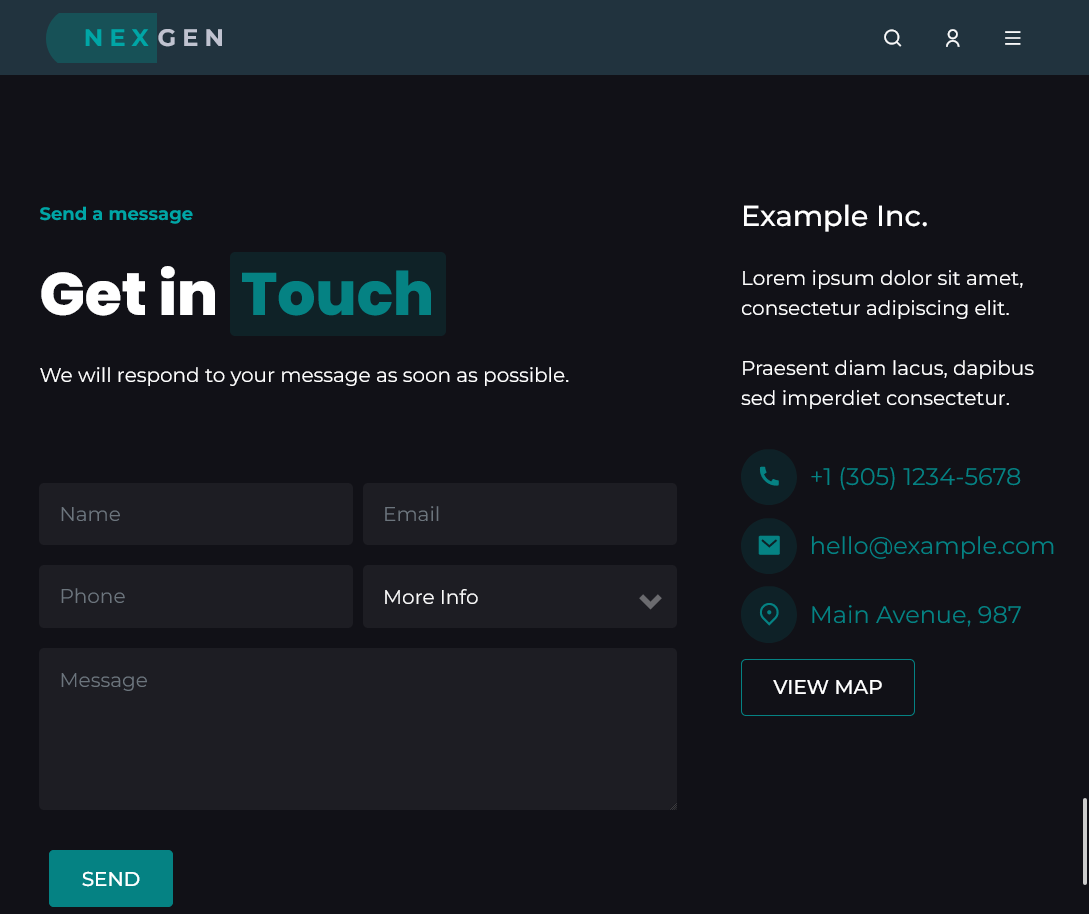 NEXGEN
Send a message
Get in Touch
We will respond to your message as soon as possible.
Name
Email
Phone
More Info
Message
SEND
Example Inc.
Lorem ipsum dolor sit amet,
consectetur adipiscing elit.
Praesent diam lacus, dapibus
sed imperdiet consectetur.
+1 (305) 1234-5678
hello@example.com
Main Avenue, 987
VIEW MAP